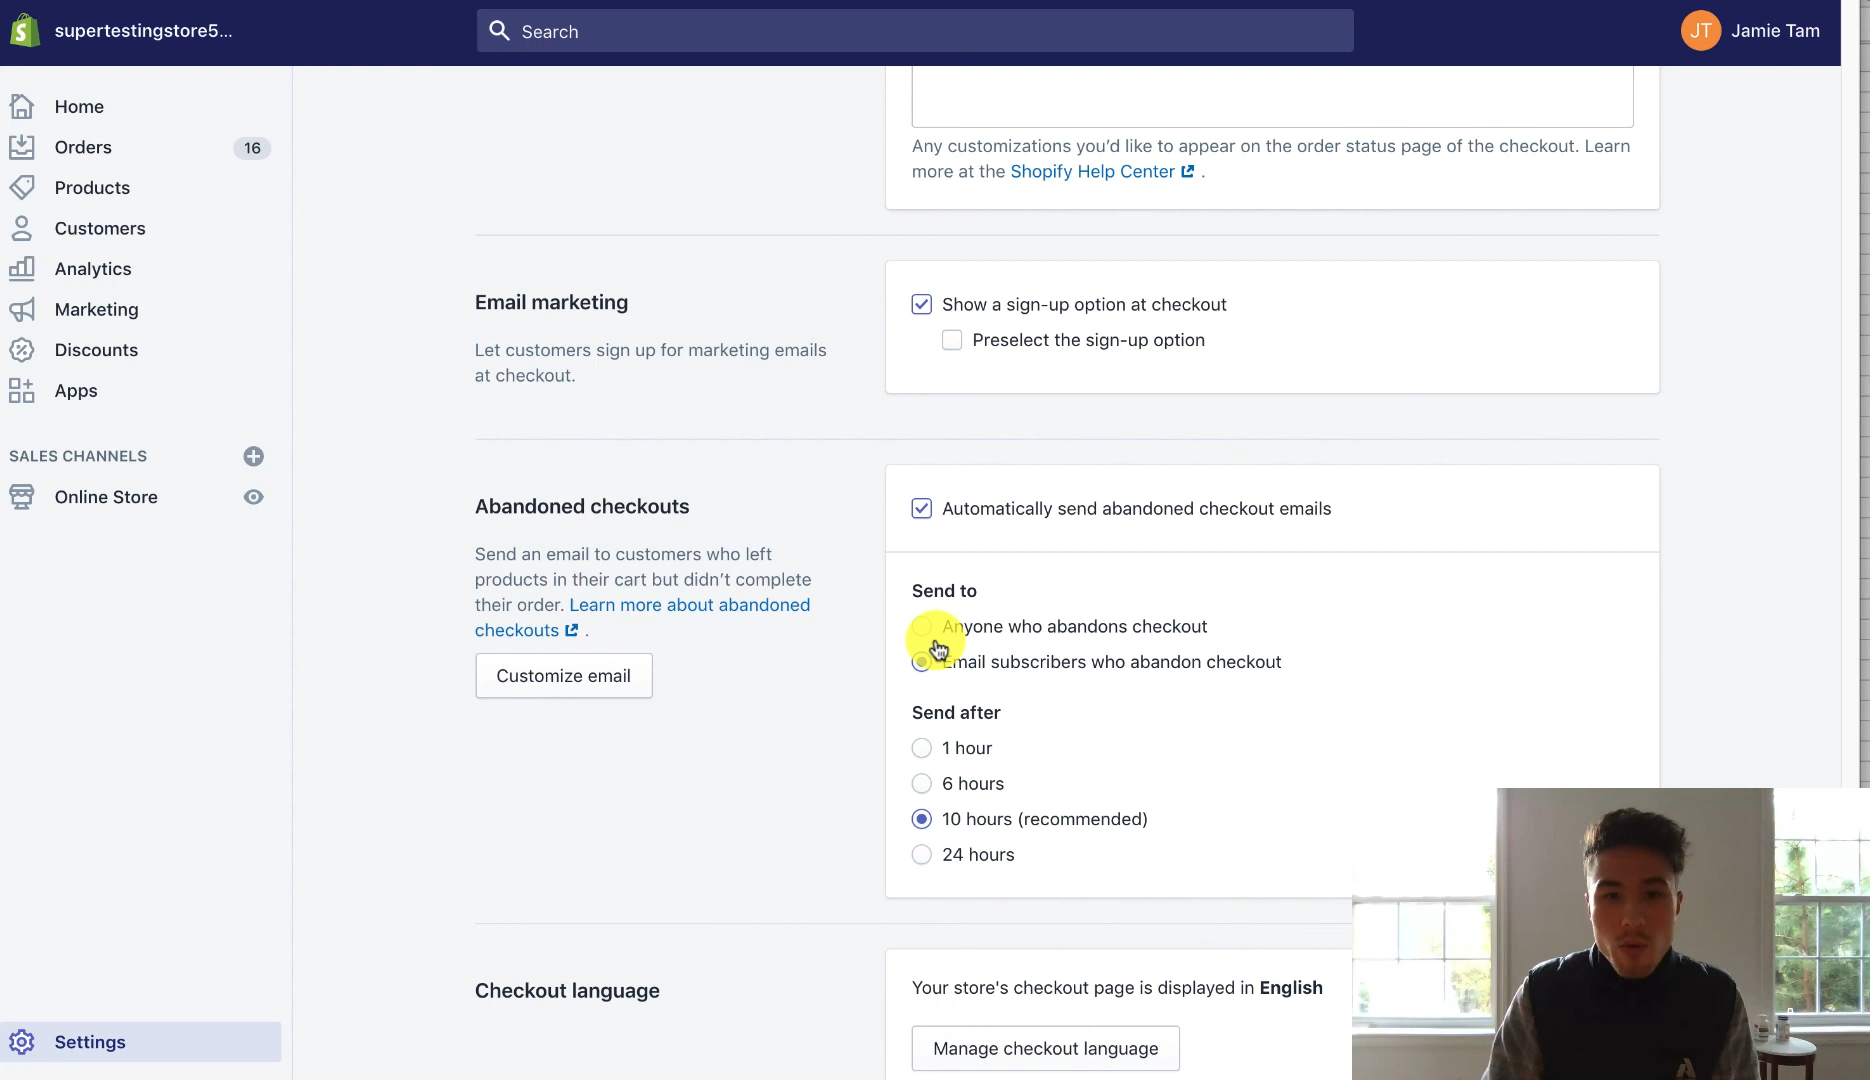 supertestingstore5...
Search
JT Jamie Tam
Home
Orders 16
Products
Customers
Analytics
Marketing
Discounts
Apps
SALES CHANNELS
Online Store
Settings
Any customizations you’d like to appear on the order status page of the checkout. Learn
more at the Shopify Help Center .
Email marketing
Let customers sign up for marketing emails
at checkout.
Show a sign-up option at checkout
Preselect the sign-up option
Abandoned checkouts
Send an email to customers who left
products in their cart but didn’t complete
their order. Learn more about abandoned
checkouts .
Customize email
Automatically send abandoned checkout emails
Send to
Anyone who abandons checkout
Email subscribers who abandon checkout
Send after
1 hour
6 hours
10 hours (recommended)
24 hours
Checkout language
Your store's checkout page is displayed in English
Manage checkout language